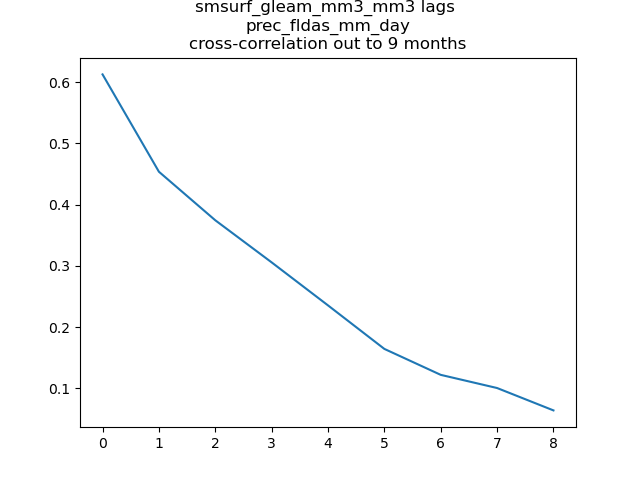 smsurf_gleam_mm3_mm3 lags
prec_fldas_mm_day
cross-correlation out to 9 months
0.6
0.5
0.4
0.3
0.2
0.1
0 1 2 3 4 5 6 7 8